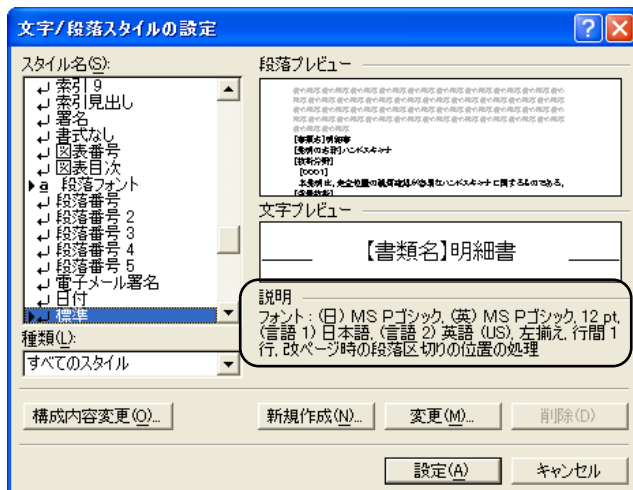 文字/段落スタイルの設定
スタイル名(S):
索引 9
索引見出し
署名
書式なし
図表番号
図表目次
a 段落フォント
段落番号
段落番号 2
段落番号 3
段落番号 4
段落番号 5
電子メール署名
日付
標準
種類(L):
すべてのスタイル
段落プレビュー
【書類名】明細書
【発明の名称】ハンドスキャナ
【技術分野】
【0001】
文字プレビュー
【書類名】明細書
説明
フォント : (日) MS Pゴシック, (英) MS Pゴシック, 12 pt,
(言語 1) 日本語, (言語 2) 英語 (US), 左揃え, 行間 1
行, 改ページ時の段落区切りの位置の処理
構成内容変更(O)...
新規作成(N)...
変更(M)...
削除(D)
設定(A)
キャンセル